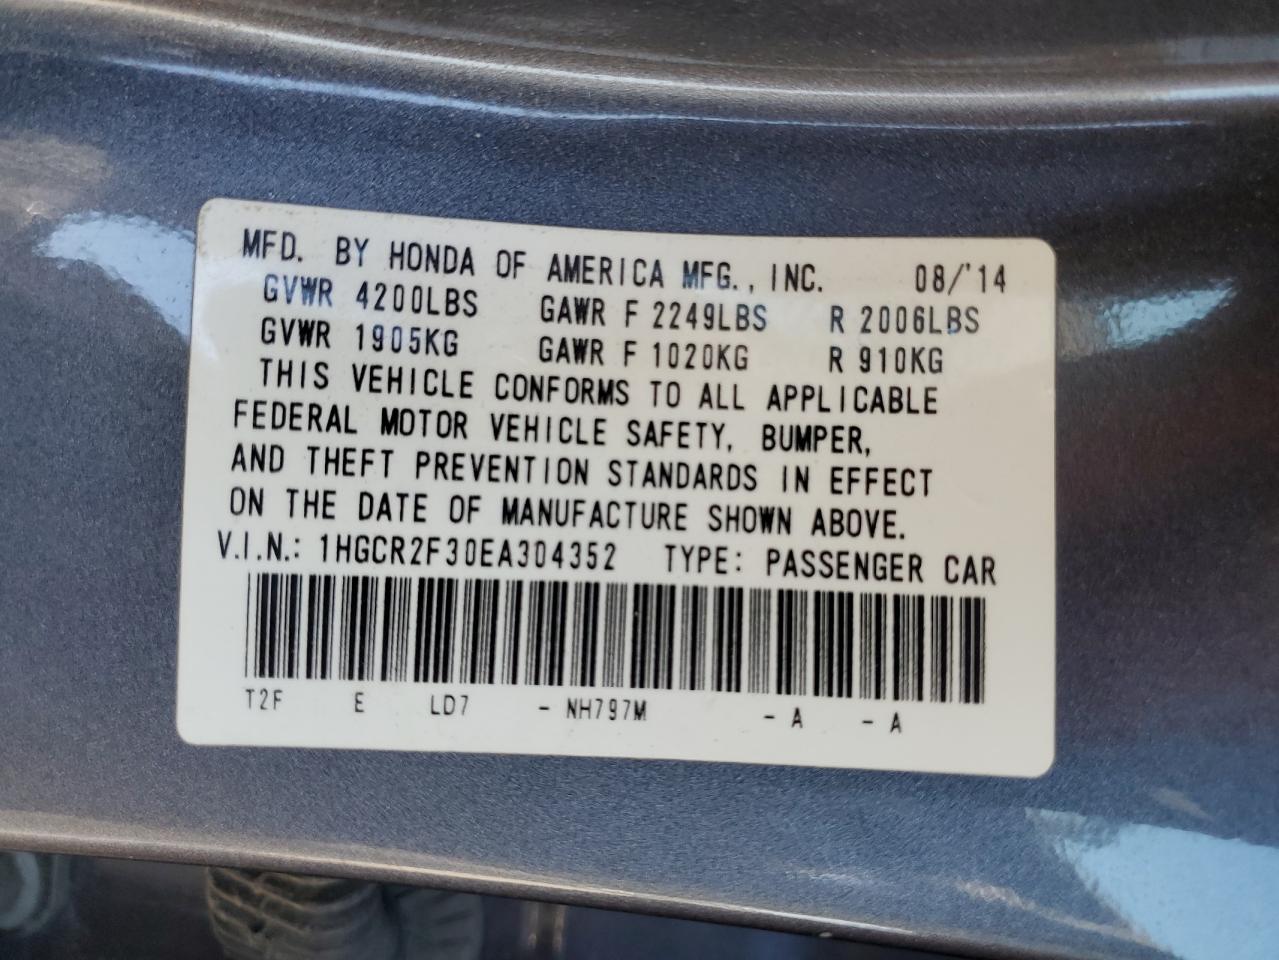 MFD. BY HONDA OF AMERICA MFG., INC. 08/'14
GVWR 4200LBS GAWR F 2249LBS R 2006LBS
GVWR 1905KG GAWR F 1020KG R 910KG
THIS VEHICLE CONFORMS TO ALL APPLICABLE
FEDERAL MOTOR VEHICLE SAFETY, BUMPER,
AND THEFT PREVENTION STANDARDS IN EFFECT
ON THE DATE OF MANUFACTURE SHOWN ABOVE.
V.I.N.: 1HGCR2F30EA304352 TYPE: PASSENGER CAR
T2F E LD7 - NH797M - A - A